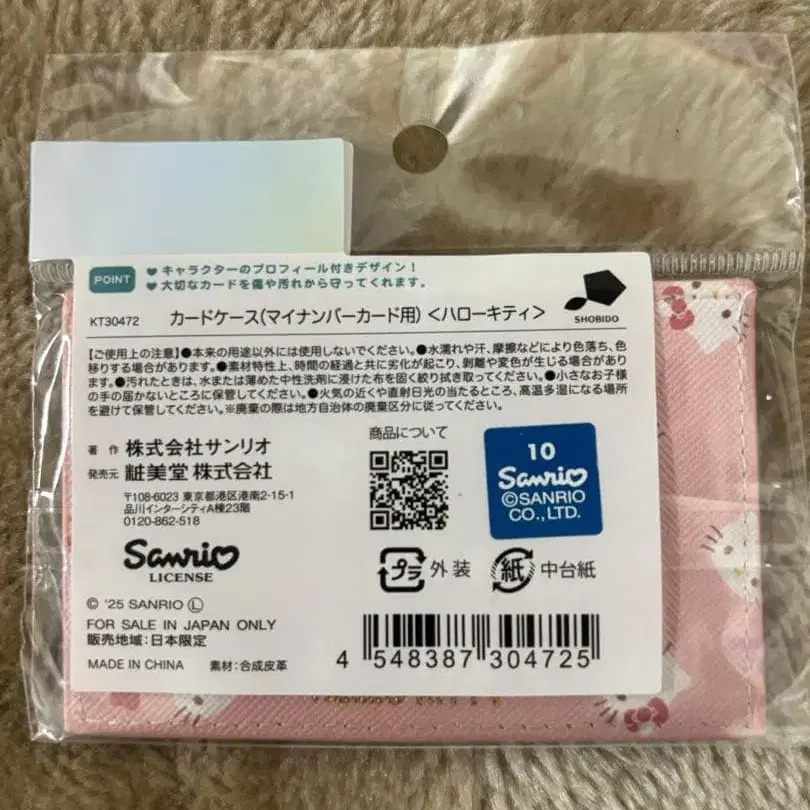 POINT
♥キャラクターのプロフィール付きデザイン!
♥大切なカードを傷や汚れから守ってくれます。
SHOBIDO
KT30472 カードケース(マイナンバーカード用)<ハローキティ>
【ご使用上の注意】●本来の用途以外には使用しないでください。●水濡れや汗、摩擦などにより色落ち、色
移りする場合があります。●素材特性上、時間の経過と共に劣化が起こり、剥離や変色が生じる場合があり
ます。●汚れたときは、水または薄めた中性洗剤に浸けた布を固く絞り拭き取ってください。●小さなお子様
の手の届かないところに保管してください。●火気の近くや直射日光の当たるところ、高温多湿になる場所
を避けて保管してください。※廃棄の際は地方自治体の廃棄区分に従ってください。
著 作 株式会社サンリオ
発売元 粧美堂 株式会社
〒108-6023 東京都港区港南2-15-1
品川インターシティA棟23階
0120-862-518
商品について
10
Sanrio
©SANRIO
CO., LTD.
Sanrio
LICENSE
プラ 外装
紙 中台紙
© '25 SANRIO Ⓛ
FOR SALE IN JAPAN ONLY
販売地域:日本限定
MADE IN CHINA 素材:合成皮革
4 548387 304725